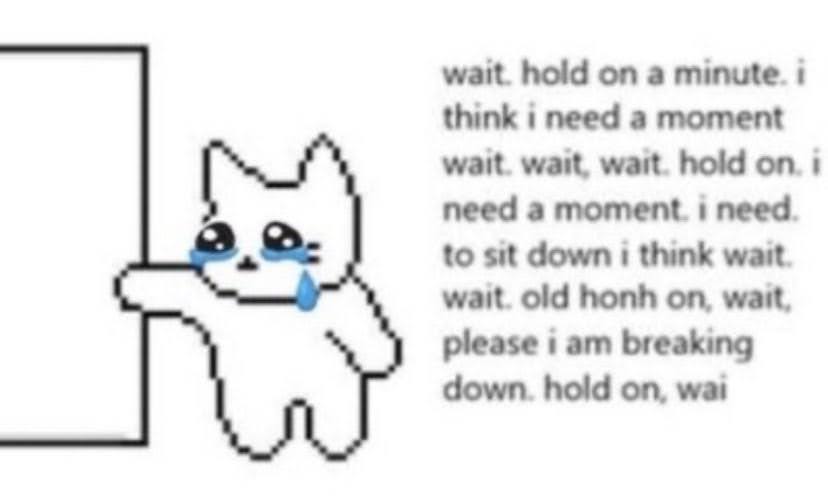 wait. hold on a minute. i
think i need a moment
wait. wait, wait. hold on. i
need a moment. i need.
to sit down i think wait.
wait. old honh on, wait,
please i am breaking
down. hold on, wai